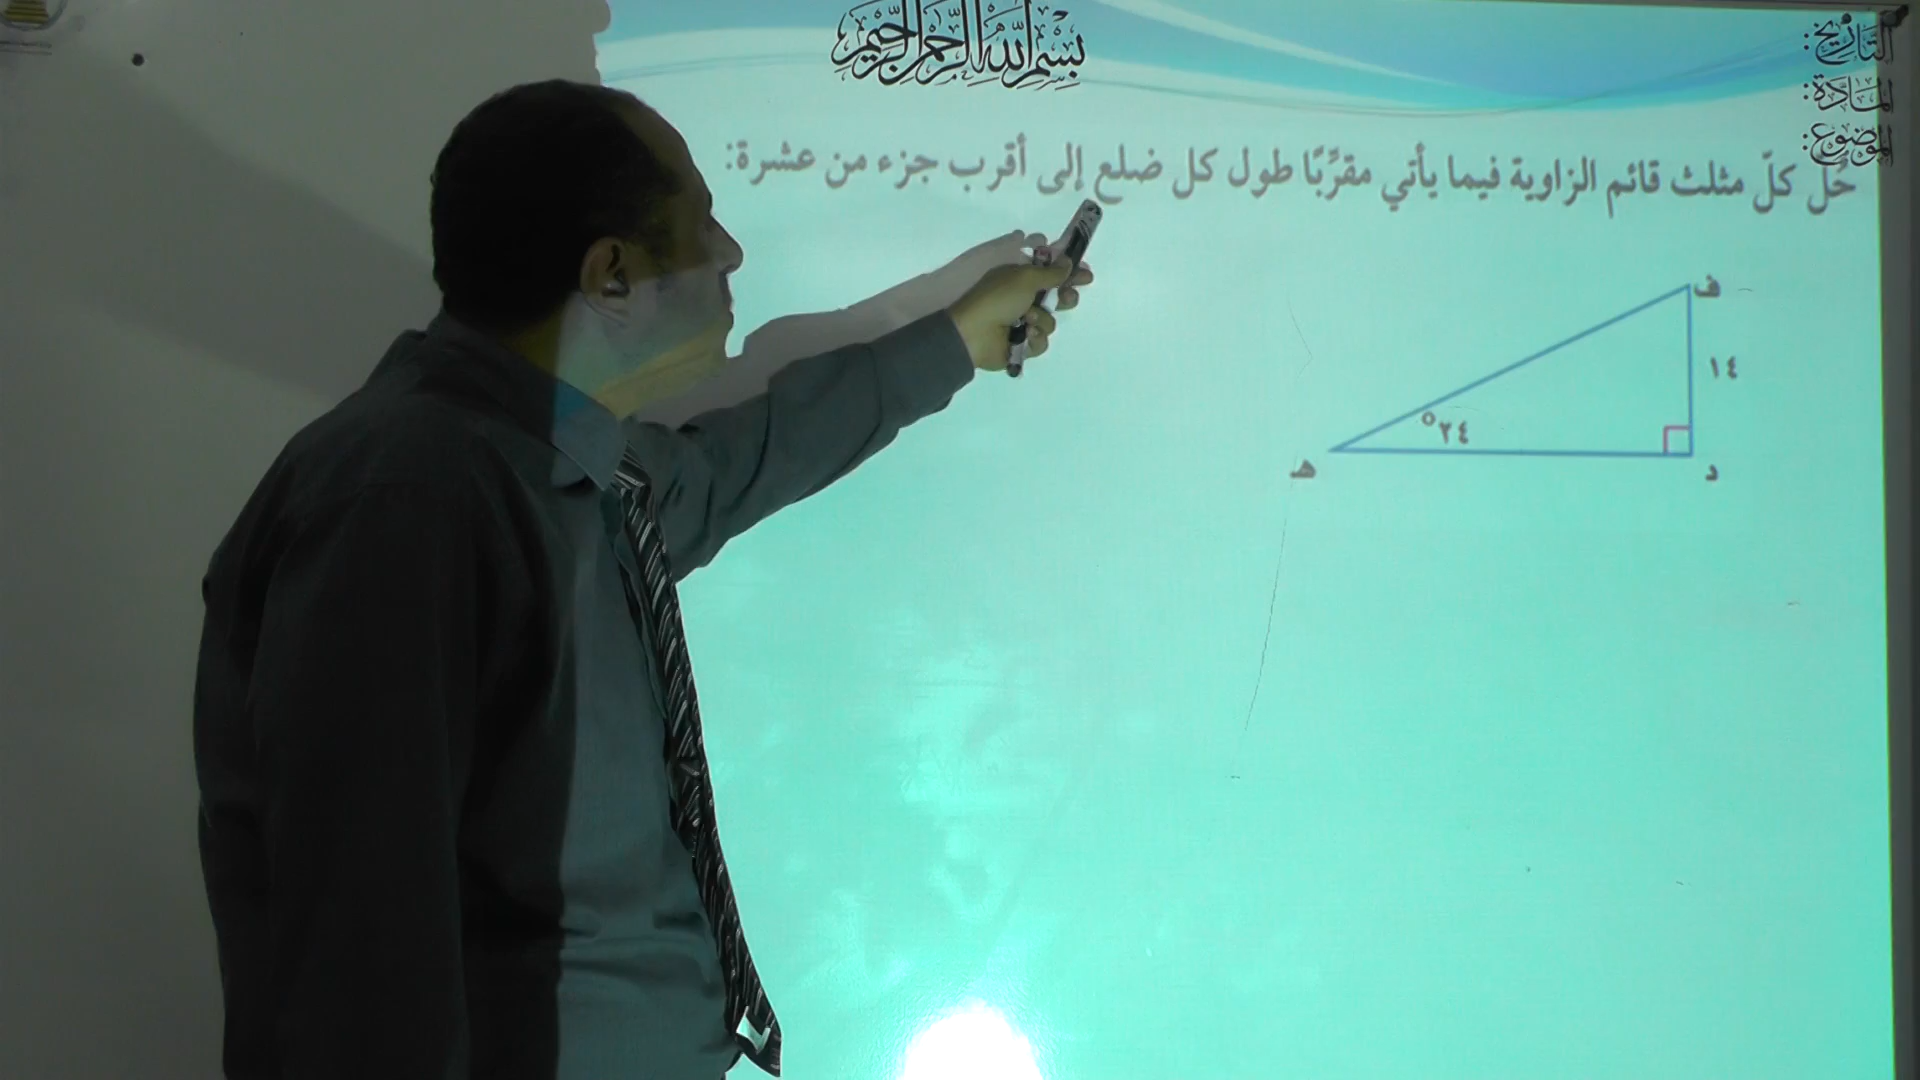 بسم الله الرحمن الرحيم
التاريخ:
المادة:
الموضوع:
حُل كلّ مثلث قائم الزاوية فيما يأتي مقرِّبًا طول كل ضلع إلى أقرب جزء من عشرة:
ف
١٤
°٢٤
هـ
د